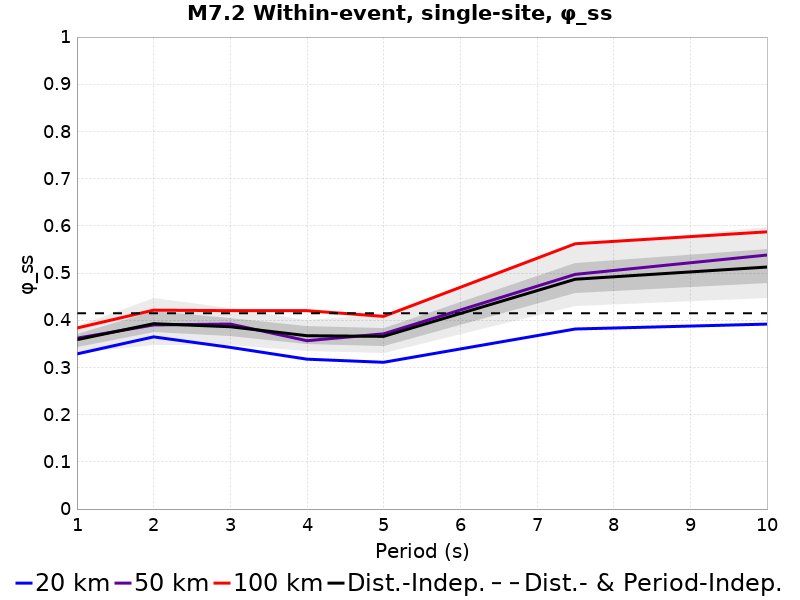 M7.2 Within-event, single-site, φ_ss
1
0.9
0.8
0.7
0.6
0.5
0.4
0.3
0.2
0.1
0
φ_ss
1 2 3 4 5 6 7 8 9 10
Period (s)
20 km 50 km 100 km Dist.-Indep. Dist.- & Period-Indep.